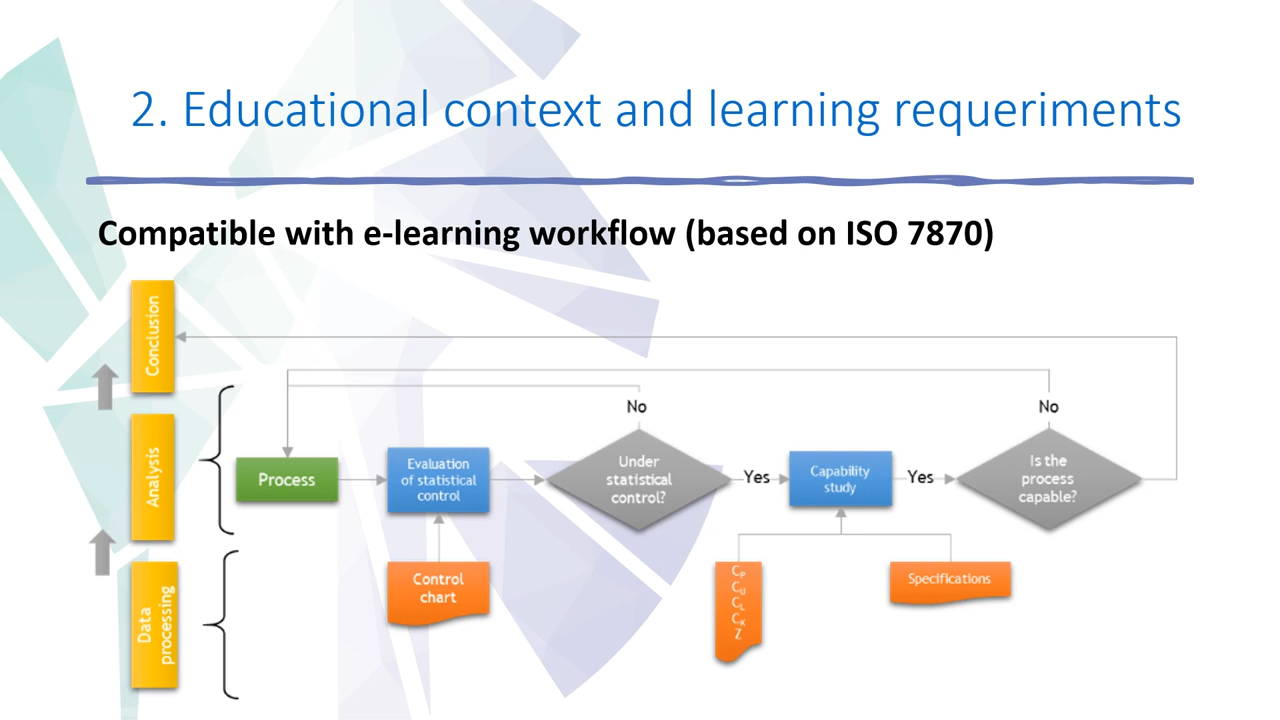 2. Educational context and learning requeriments
Compatible with e-learning workflow (based on ISO 7870)
Conclusion
Analysis
Data
processing
Process
Evaluation
of statistical
control
Control
chart
No
Under
statistical
control?
Yes
Capability
study
Yes
No
Is the
process
capable?
CP
CU
CL
CK
Z
Specifications